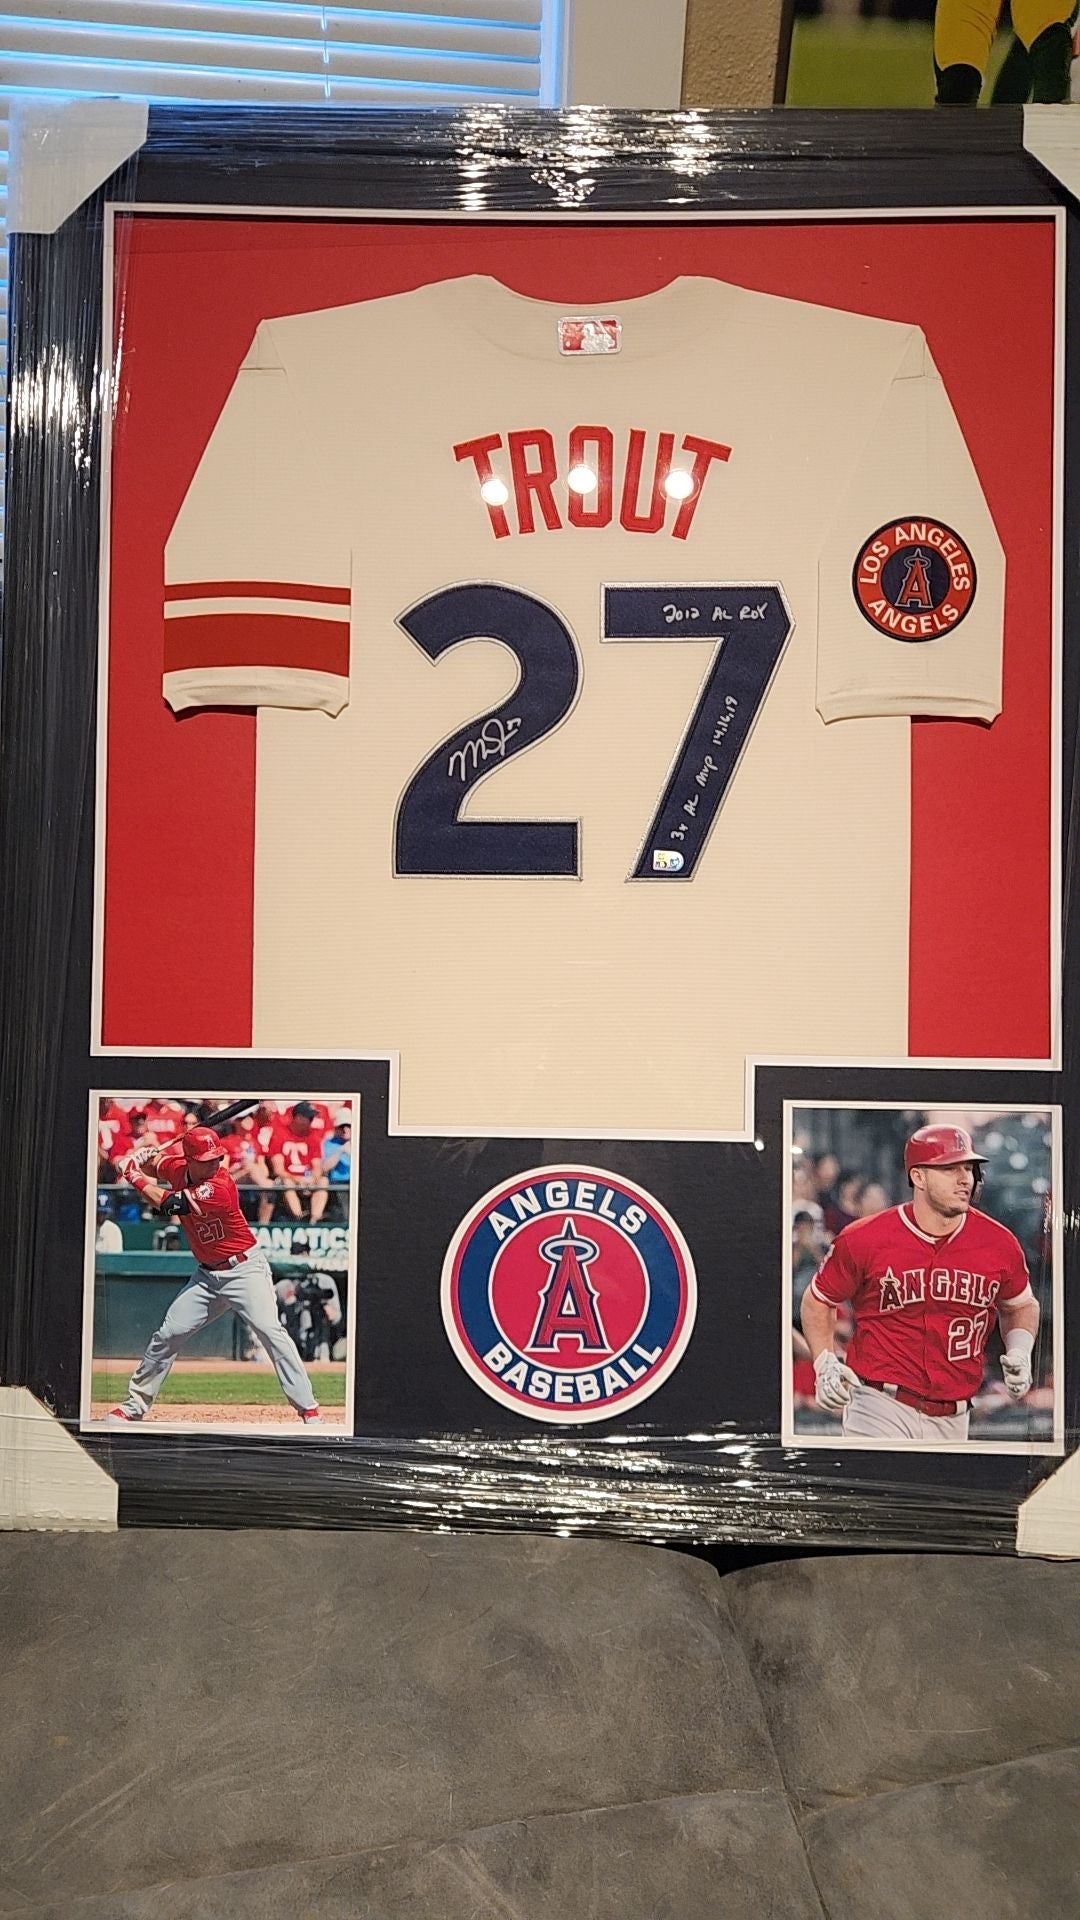 TROUT
27
2012 AL ROY
3x AL MVP 14,16,19
LOS ANGELES
ANGELS
A
27
ANGELS
A
BASEBALL
A
ANGELS
27